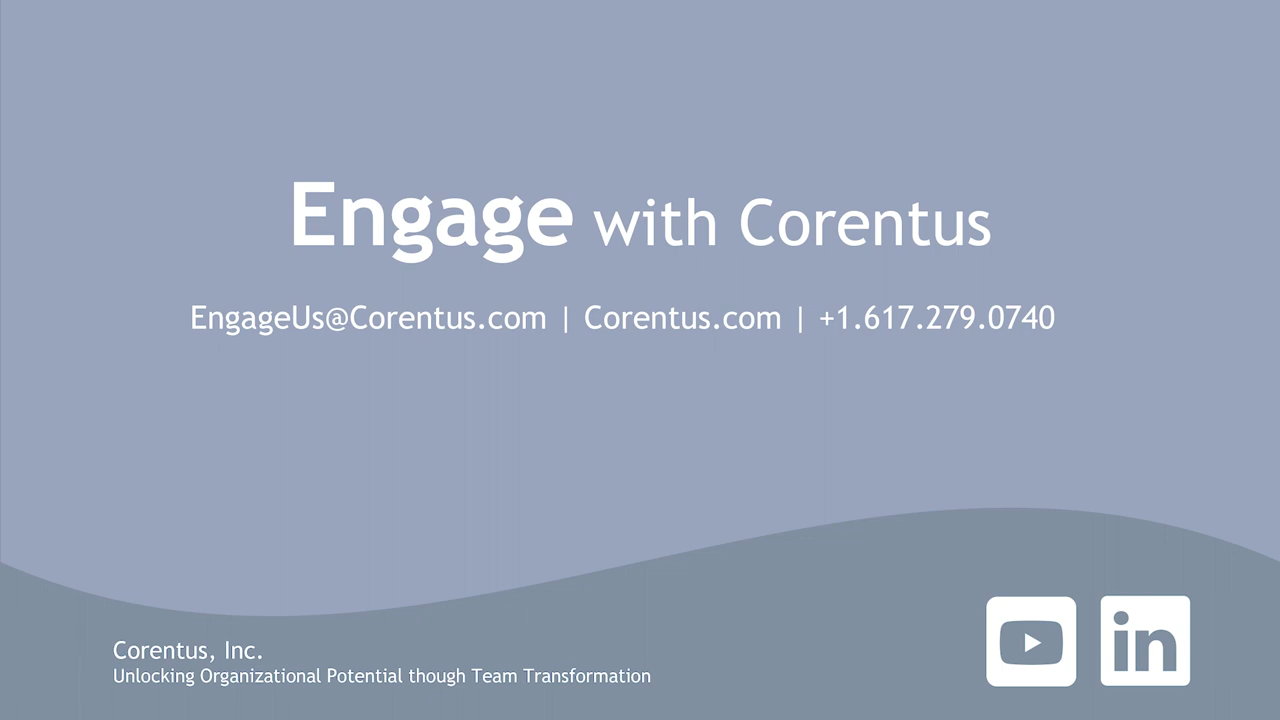 Engage with Corentus
EngageUs@Corentus.com | Corentus.com | +1.617.279.0740
Corentus, Inc.
Unlocking Organizational Potential though Team Transformation
in